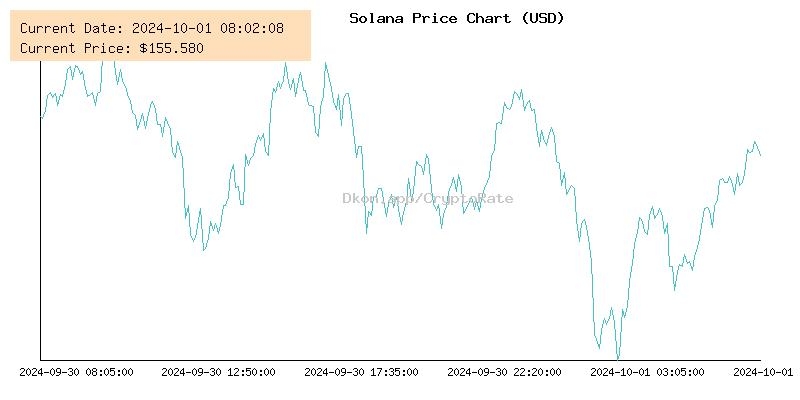 Solana Price Chart (USD)
Current Date: 2024-10-01 08:02:08
Current Price: $155.580
Dkon.app/CryptoRate
2024-09-30 08:05:00 2024-09-30 12:50:00 2024-09-30 17:35:00 2024-09-30 22:20:00 2024-10-01 03:05:00 2024-10-01